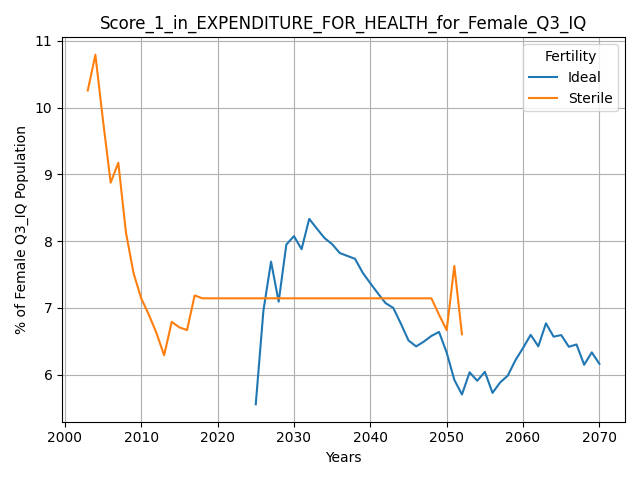 Score_1_in_EXPENDITURE_FOR_HEALTH_for_Female_Q3_IQ
% of Female Q3_IQ Population
11
10
9
8
7
6
Fertility
Ideal
Sterile
2000 2010 2020 2030 2040 2050 2060 2070
Years